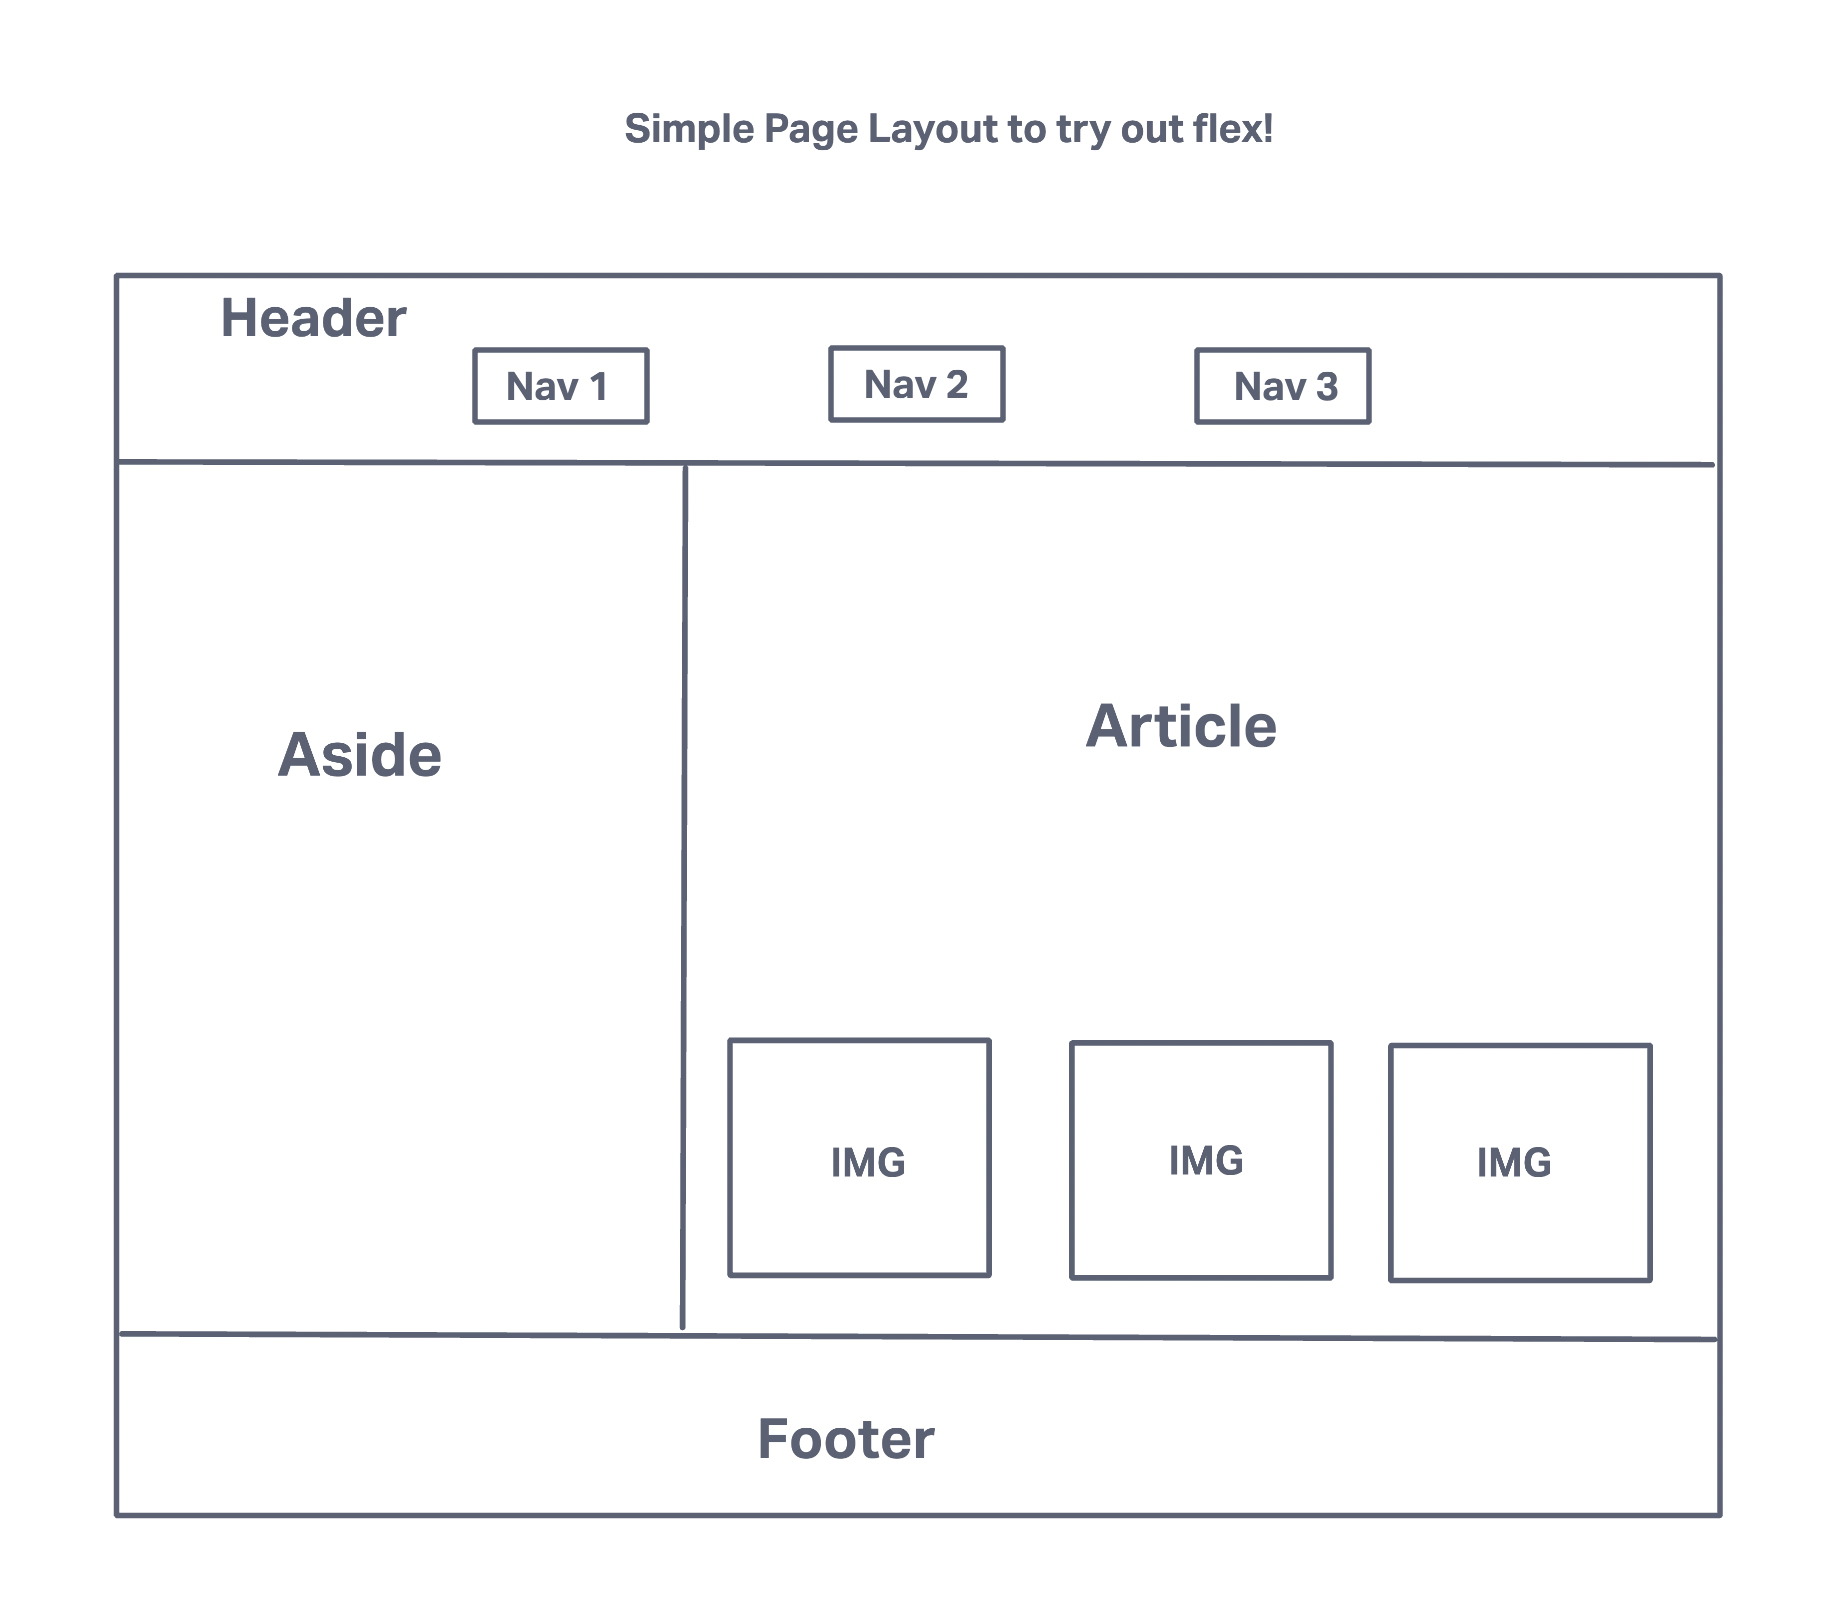 Simple Page Layout to try out flex!
Header
Nav 1
Nav 2
Nav 3
Aside
Article
IMG
IMG
IMG
Footer